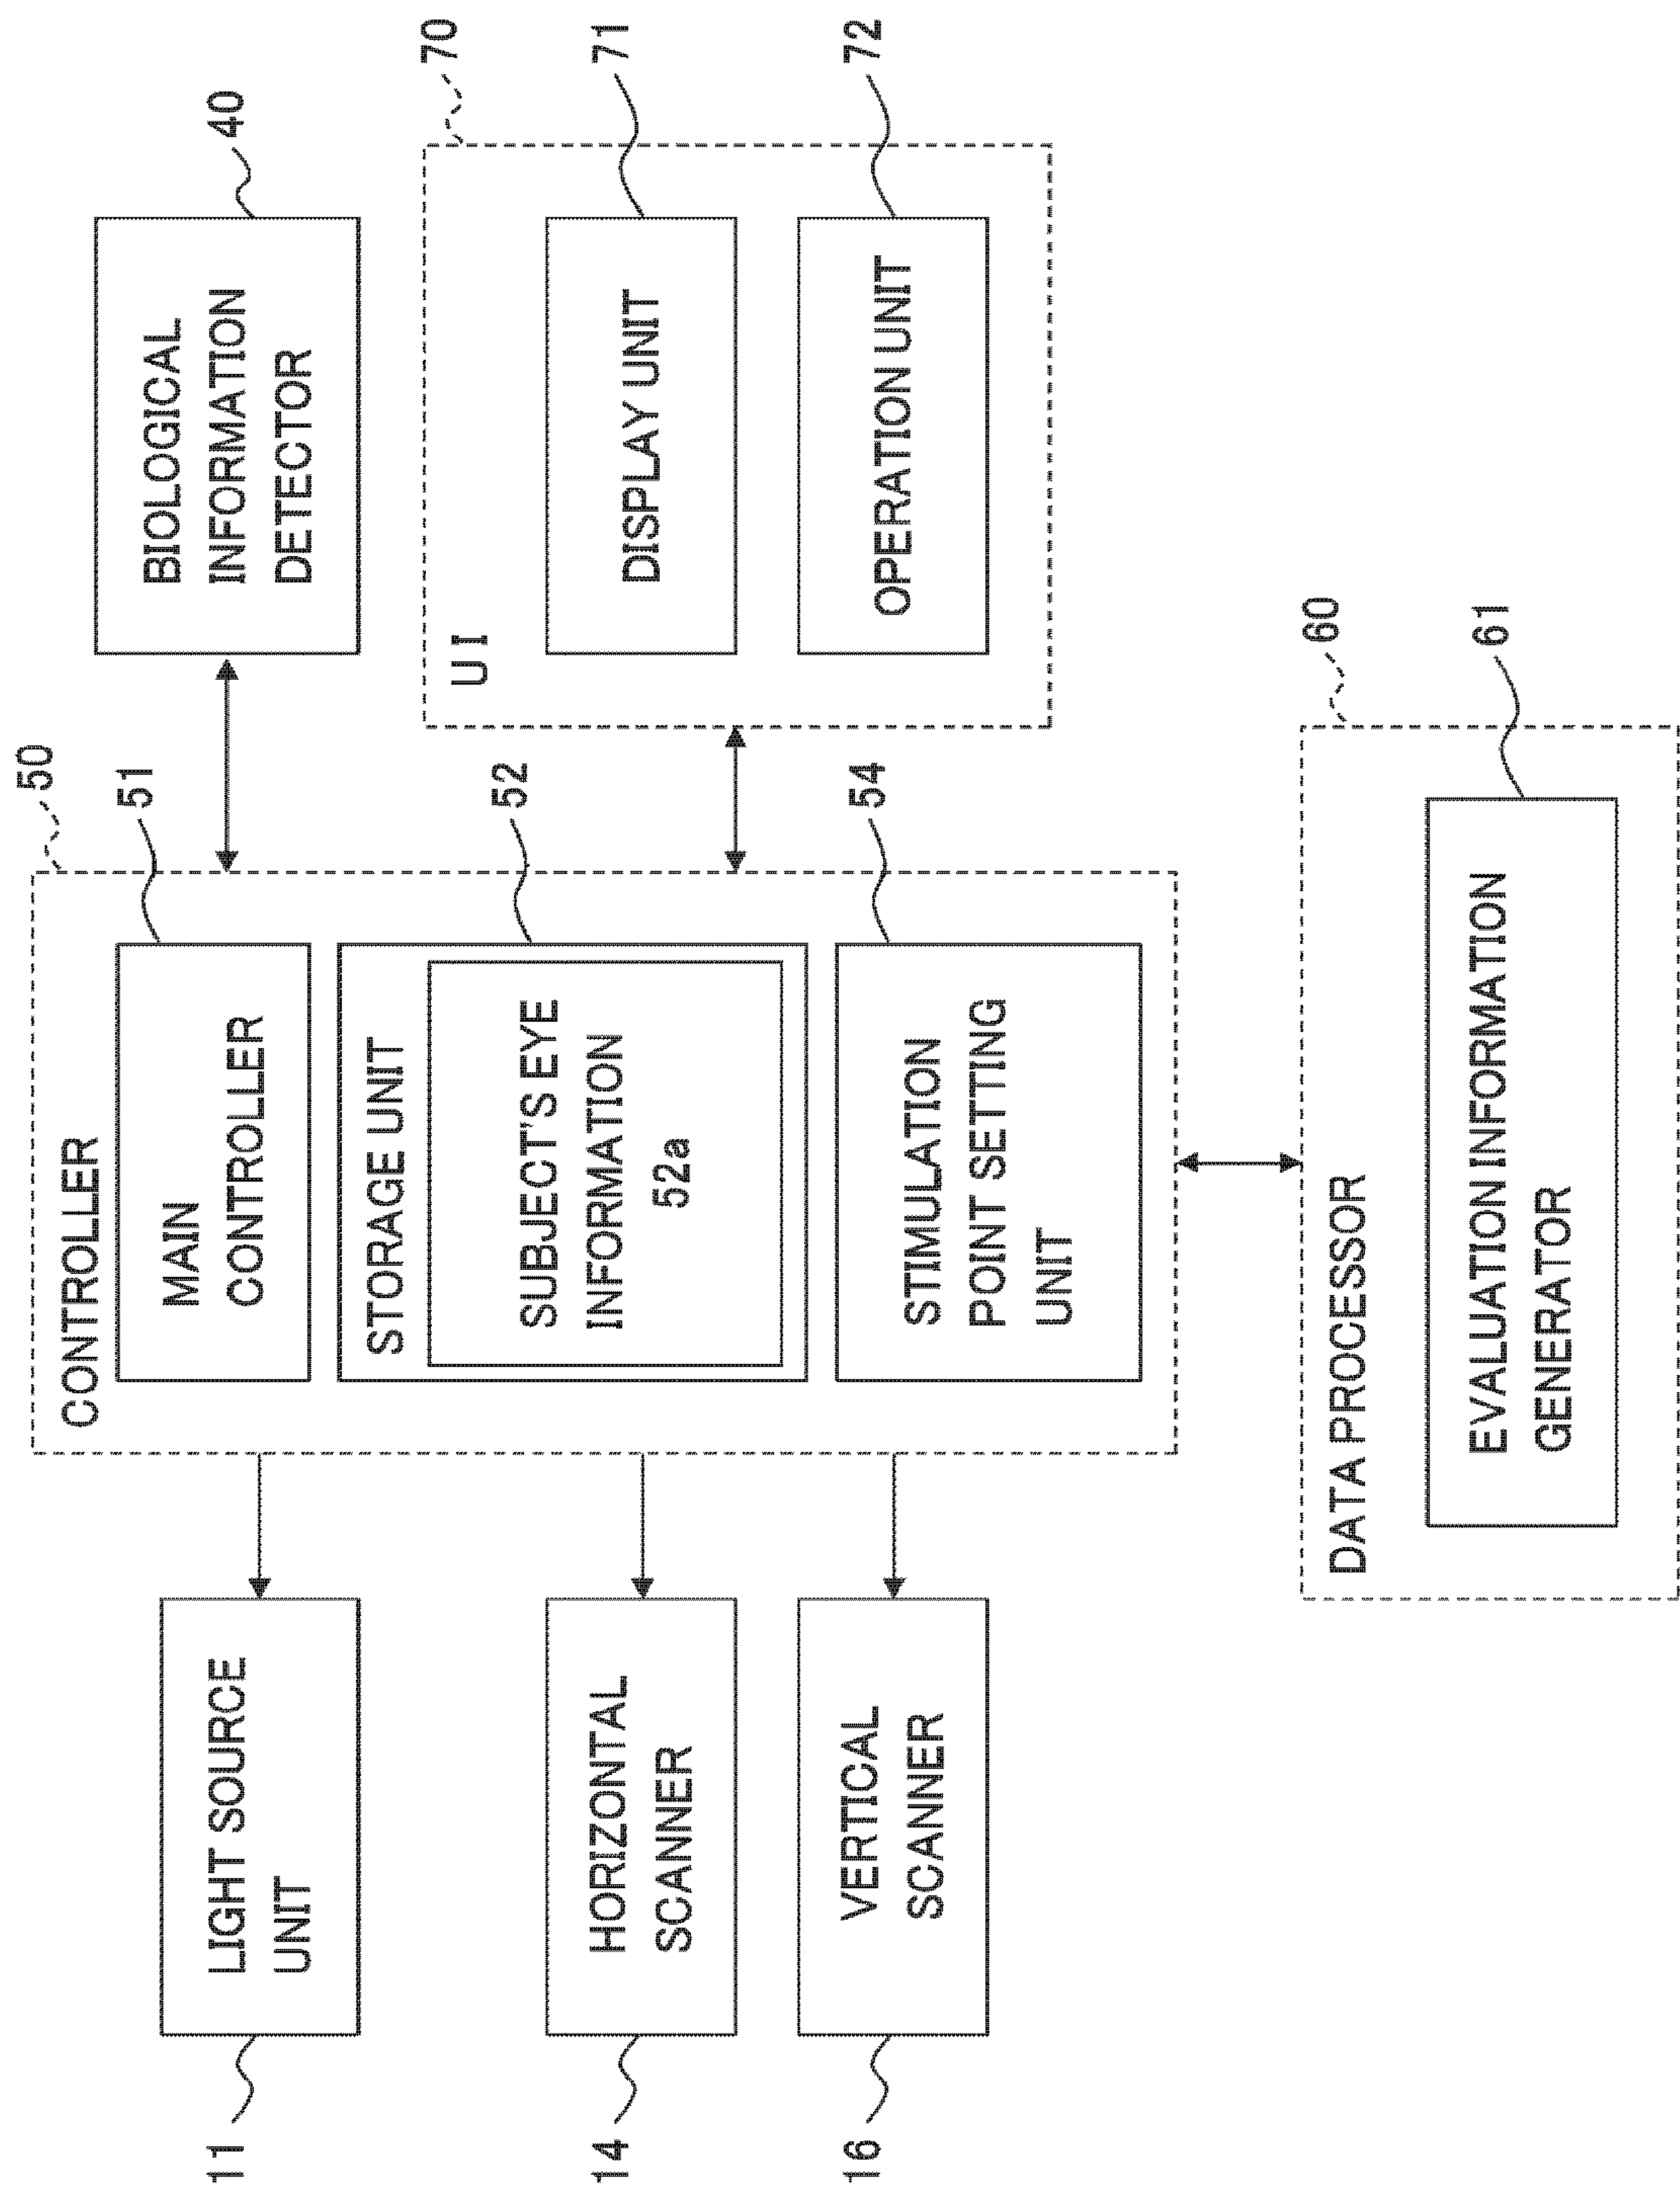 50
CONTROLLER
51
MAIN
CONTROLLER
STORAGE UNIT
52
SUBJECT'S EYE
INFORMATION
52a
54
STIMULATION
POINT SETTING
UNIT
11
LIGHT SOURCE
UNIT
14
HORIZONTAL
SCANNER
16
VERTICAL
SCANNER
40
BIOLOGICAL
INFORMATION
DETECTOR
70
UI
71
DISPLAY UNIT
72
OPERATION UNIT
60
DATA PROCESSOR
61
EVALUATION INFORMATION
GENERATOR